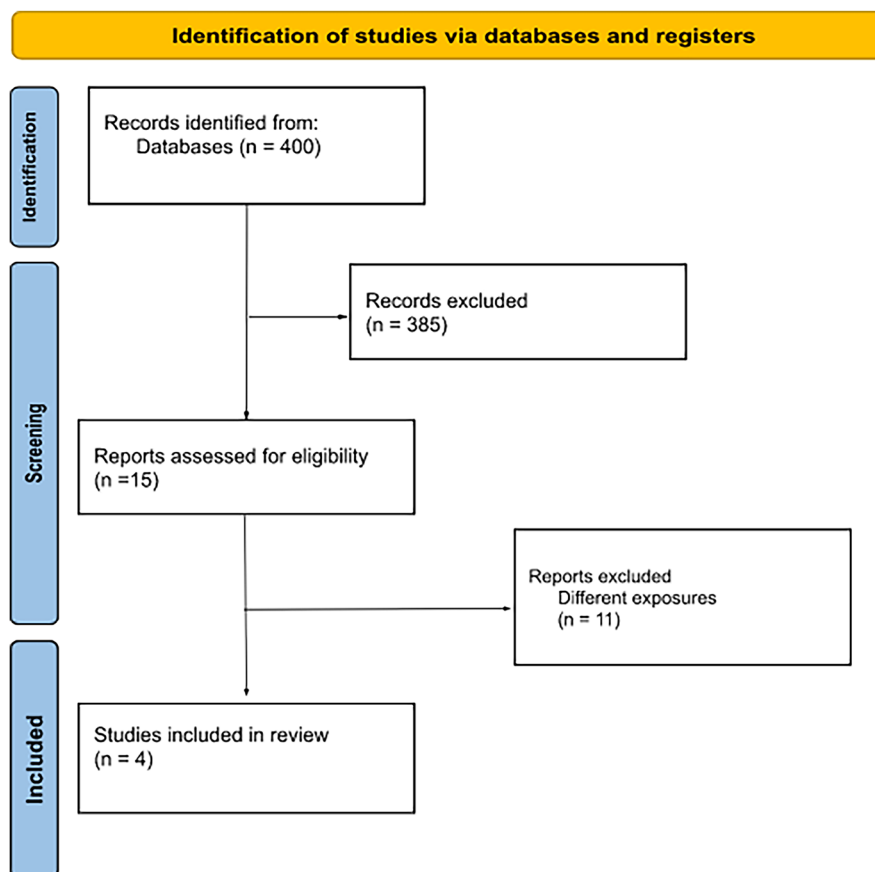 Identification of studies via databases and registers
Identification
Records identified from:
Databases (n = 400)
Screening
Records excluded
(n = 385)
Reports assessed for eligibility
(n =15)
Reports excluded
Different exposures
(n = 11)
Included
Studies included in review
(n = 4)